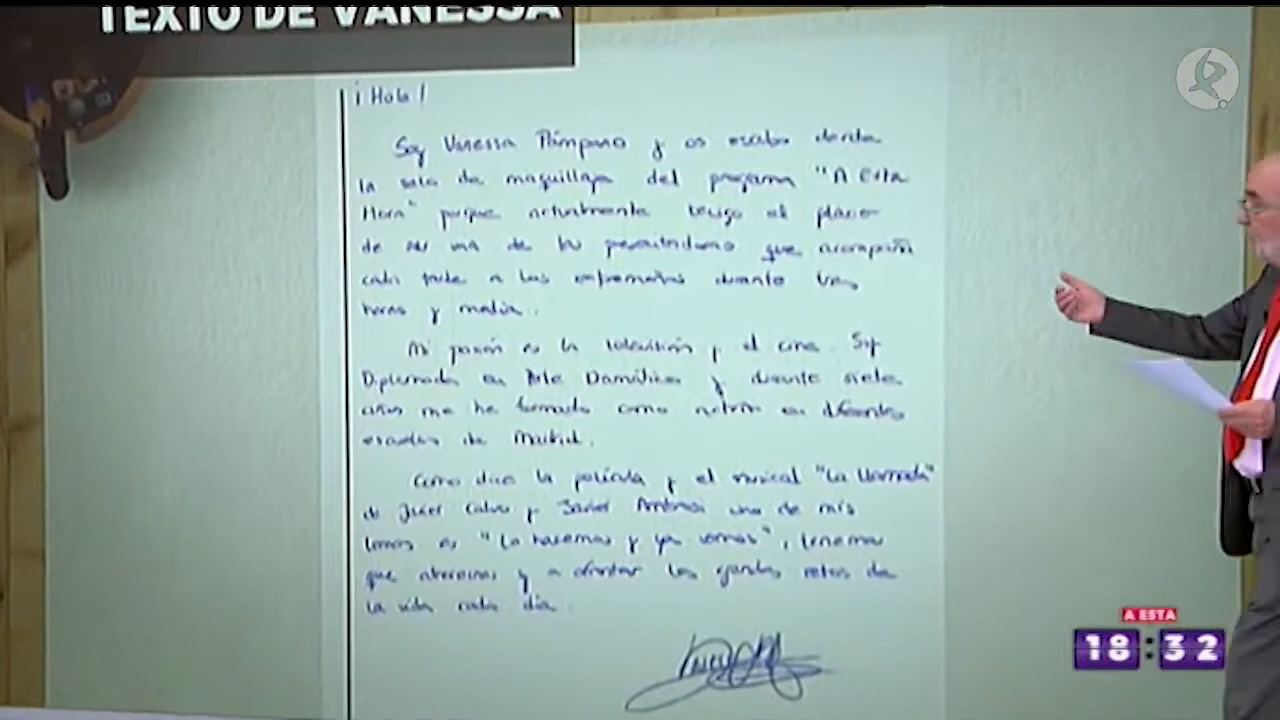 TEXTO DE VANESSA
¡Hola!
Soy Vanessa Pámpano y os escribo desde
la sala de maquillaje del programa "A Esta
Hora" porque actualmente tengo el placer
de ser una de las presentadoras que acompaña
cada tarde a los extremeños durante tres
horas y media.
Mi pasión es la televisión y el cine. Soy
Diplomada en Arte Dramático y durante siete
años me he formado como actriz en diferentes
escuelas de Madrid.
Como dice la película y el musical "La Llamada"
de Javier Calvo y Javier Ambrossi uno de mis
lemas es "Lo hacemos y ya vemos", tenemos
que atrevernos y a afrontar los grandes retos de
la vida cada día.
A ESTA
18:32